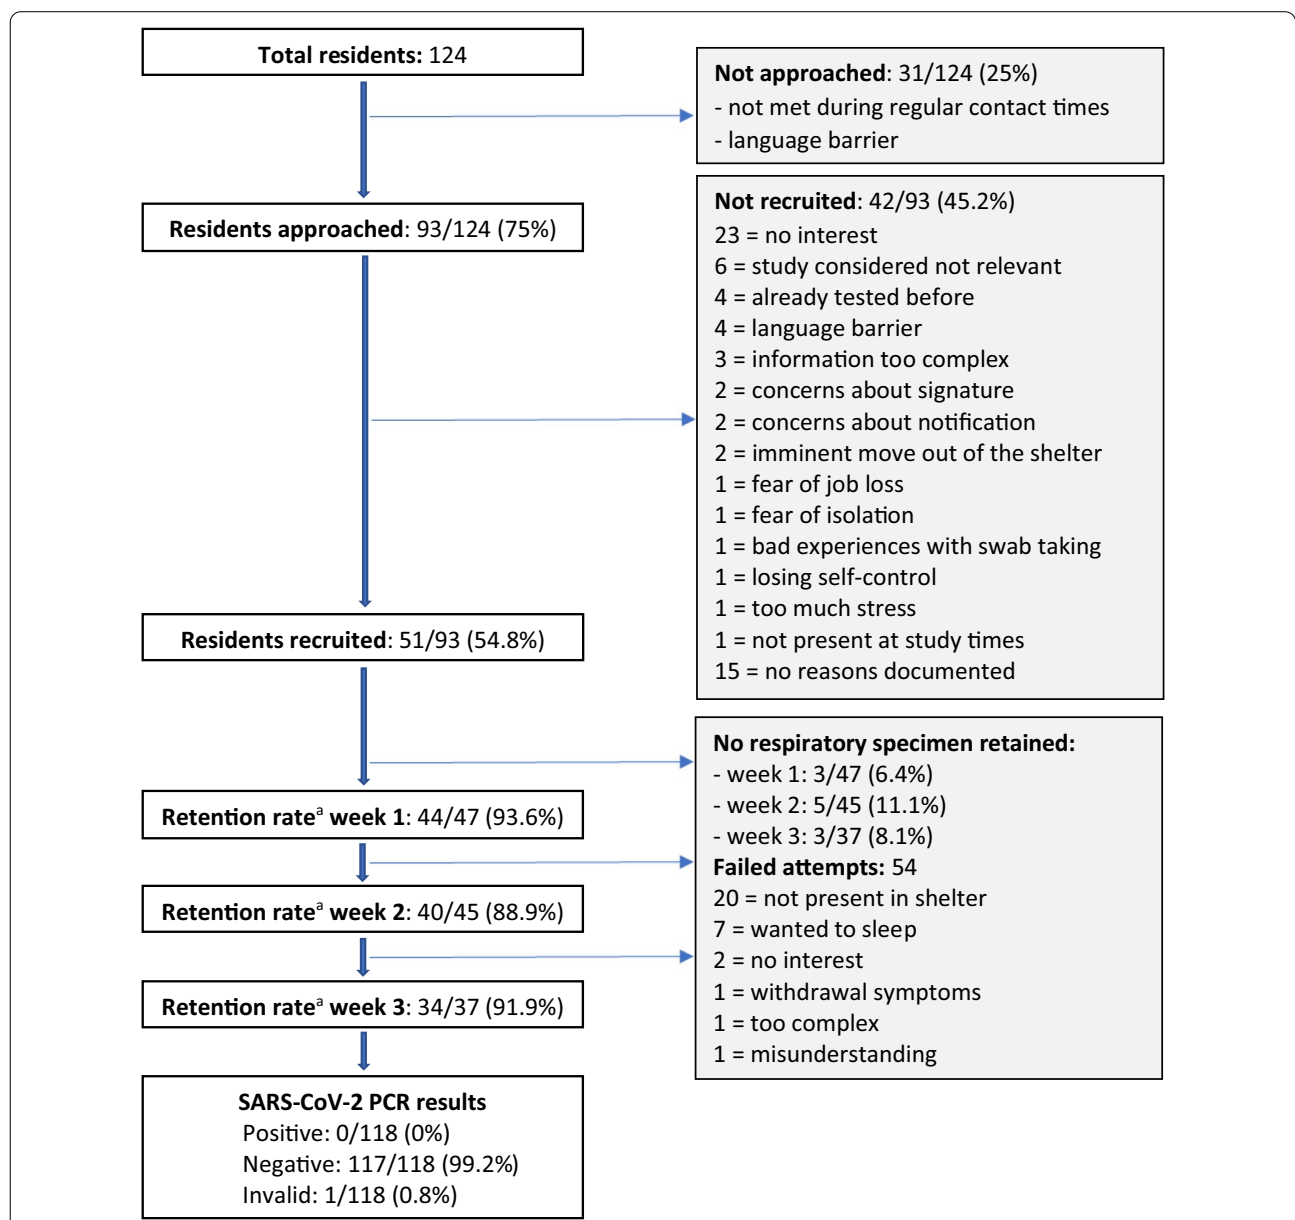 Total residents: 124
Not approached: 31/124 (25%)
- not met during regular contact times
- language barrier
Residents approached: 93/124 (75%)
Not recruited: 42/93 (45.2%)
23 = no interest
6 = study considered not relevant
4 = already tested before
4 = language barrier
3 = information too complex
2 = concerns about signature
2 = concerns about notification
2 = imminent move out of the shelter
1 = fear of job loss
1 = fear of isolation
1 = bad experiences with swab taking
1 = losing self-control
1 = too much stress
1 = not present at study times
15 = no reasons documented
Residents recruited: 51/93 (54.8%)
No respiratory specimen retained:
- week 1: 3/47 (6.4%)
- week 2: 5/45 (11.1%)
- week 3: 3/37 (8.1%)
Failed attempts: 54
20 = not present in shelter
7 = wanted to sleep
2 = no interest
1 = withdrawal symptoms
1 = too complex
1 = misunderstanding
Retention rateᵃ week 1: 44/47 (93.6%)
Retention rateᵃ week 2: 40/45 (88.9%)
Retention rateᵃ week 3: 34/37 (91.9%)
SARS-CoV-2 PCR results
Positive: 0/118 (0%)
Negative: 117/118 (99.2%)
Invalid: 1/118 (0.8%)